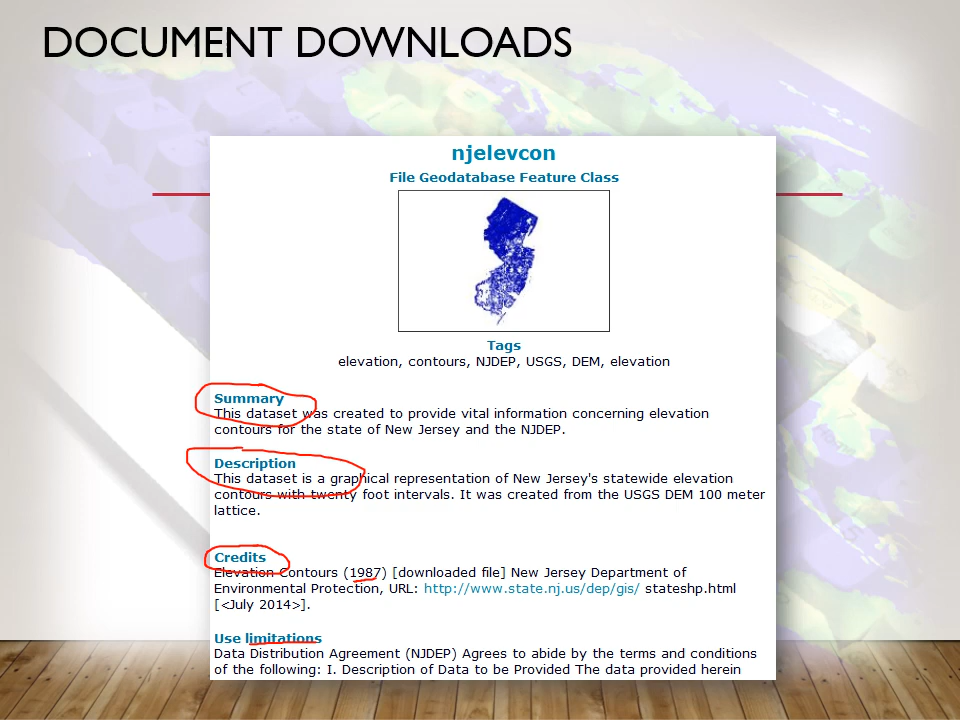 DOCUMENT DOWNLOADS
njelevcon
File Geodatabase Feature Class
Tags
elevation, contours, NJDEP, USGS, DEM, elevation
Summary
This dataset was created to provide vital information concerning elevation
contours for the state of New Jersey and the NJDEP.
Description
This dataset is a graphical representation of New Jersey's statewide elevation
contours with twenty foot intervals. It was created from the USGS DEM 100 meter
lattice.
Credits
Elevation Contours (1987) [downloaded file] New Jersey Department of
Environmental Protection, URL: http://www.state.nj.us/dep/gis/ stateshp.html
[<July 2014>].
Use limitations
Data Distribution Agreement (NJDEP) Agrees to abide by the terms and conditions
of the following: I. Description of Data to be Provided The data provided herein